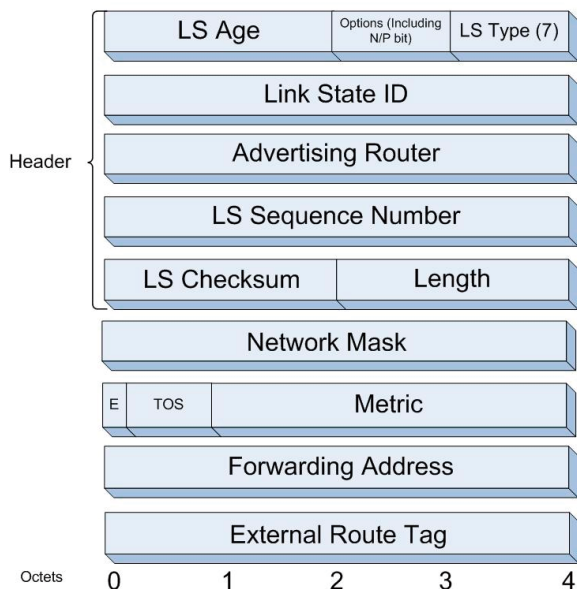 LS Age
Options (Including
N/P bit)
LS Type (7)
Link State ID
Header
Advertising Router
LS Sequence Number
LS Checksum
Length
Network Mask
E
TOS
Metric
Forwarding Address
External Route Tag
Octets
0
1
2
3
4